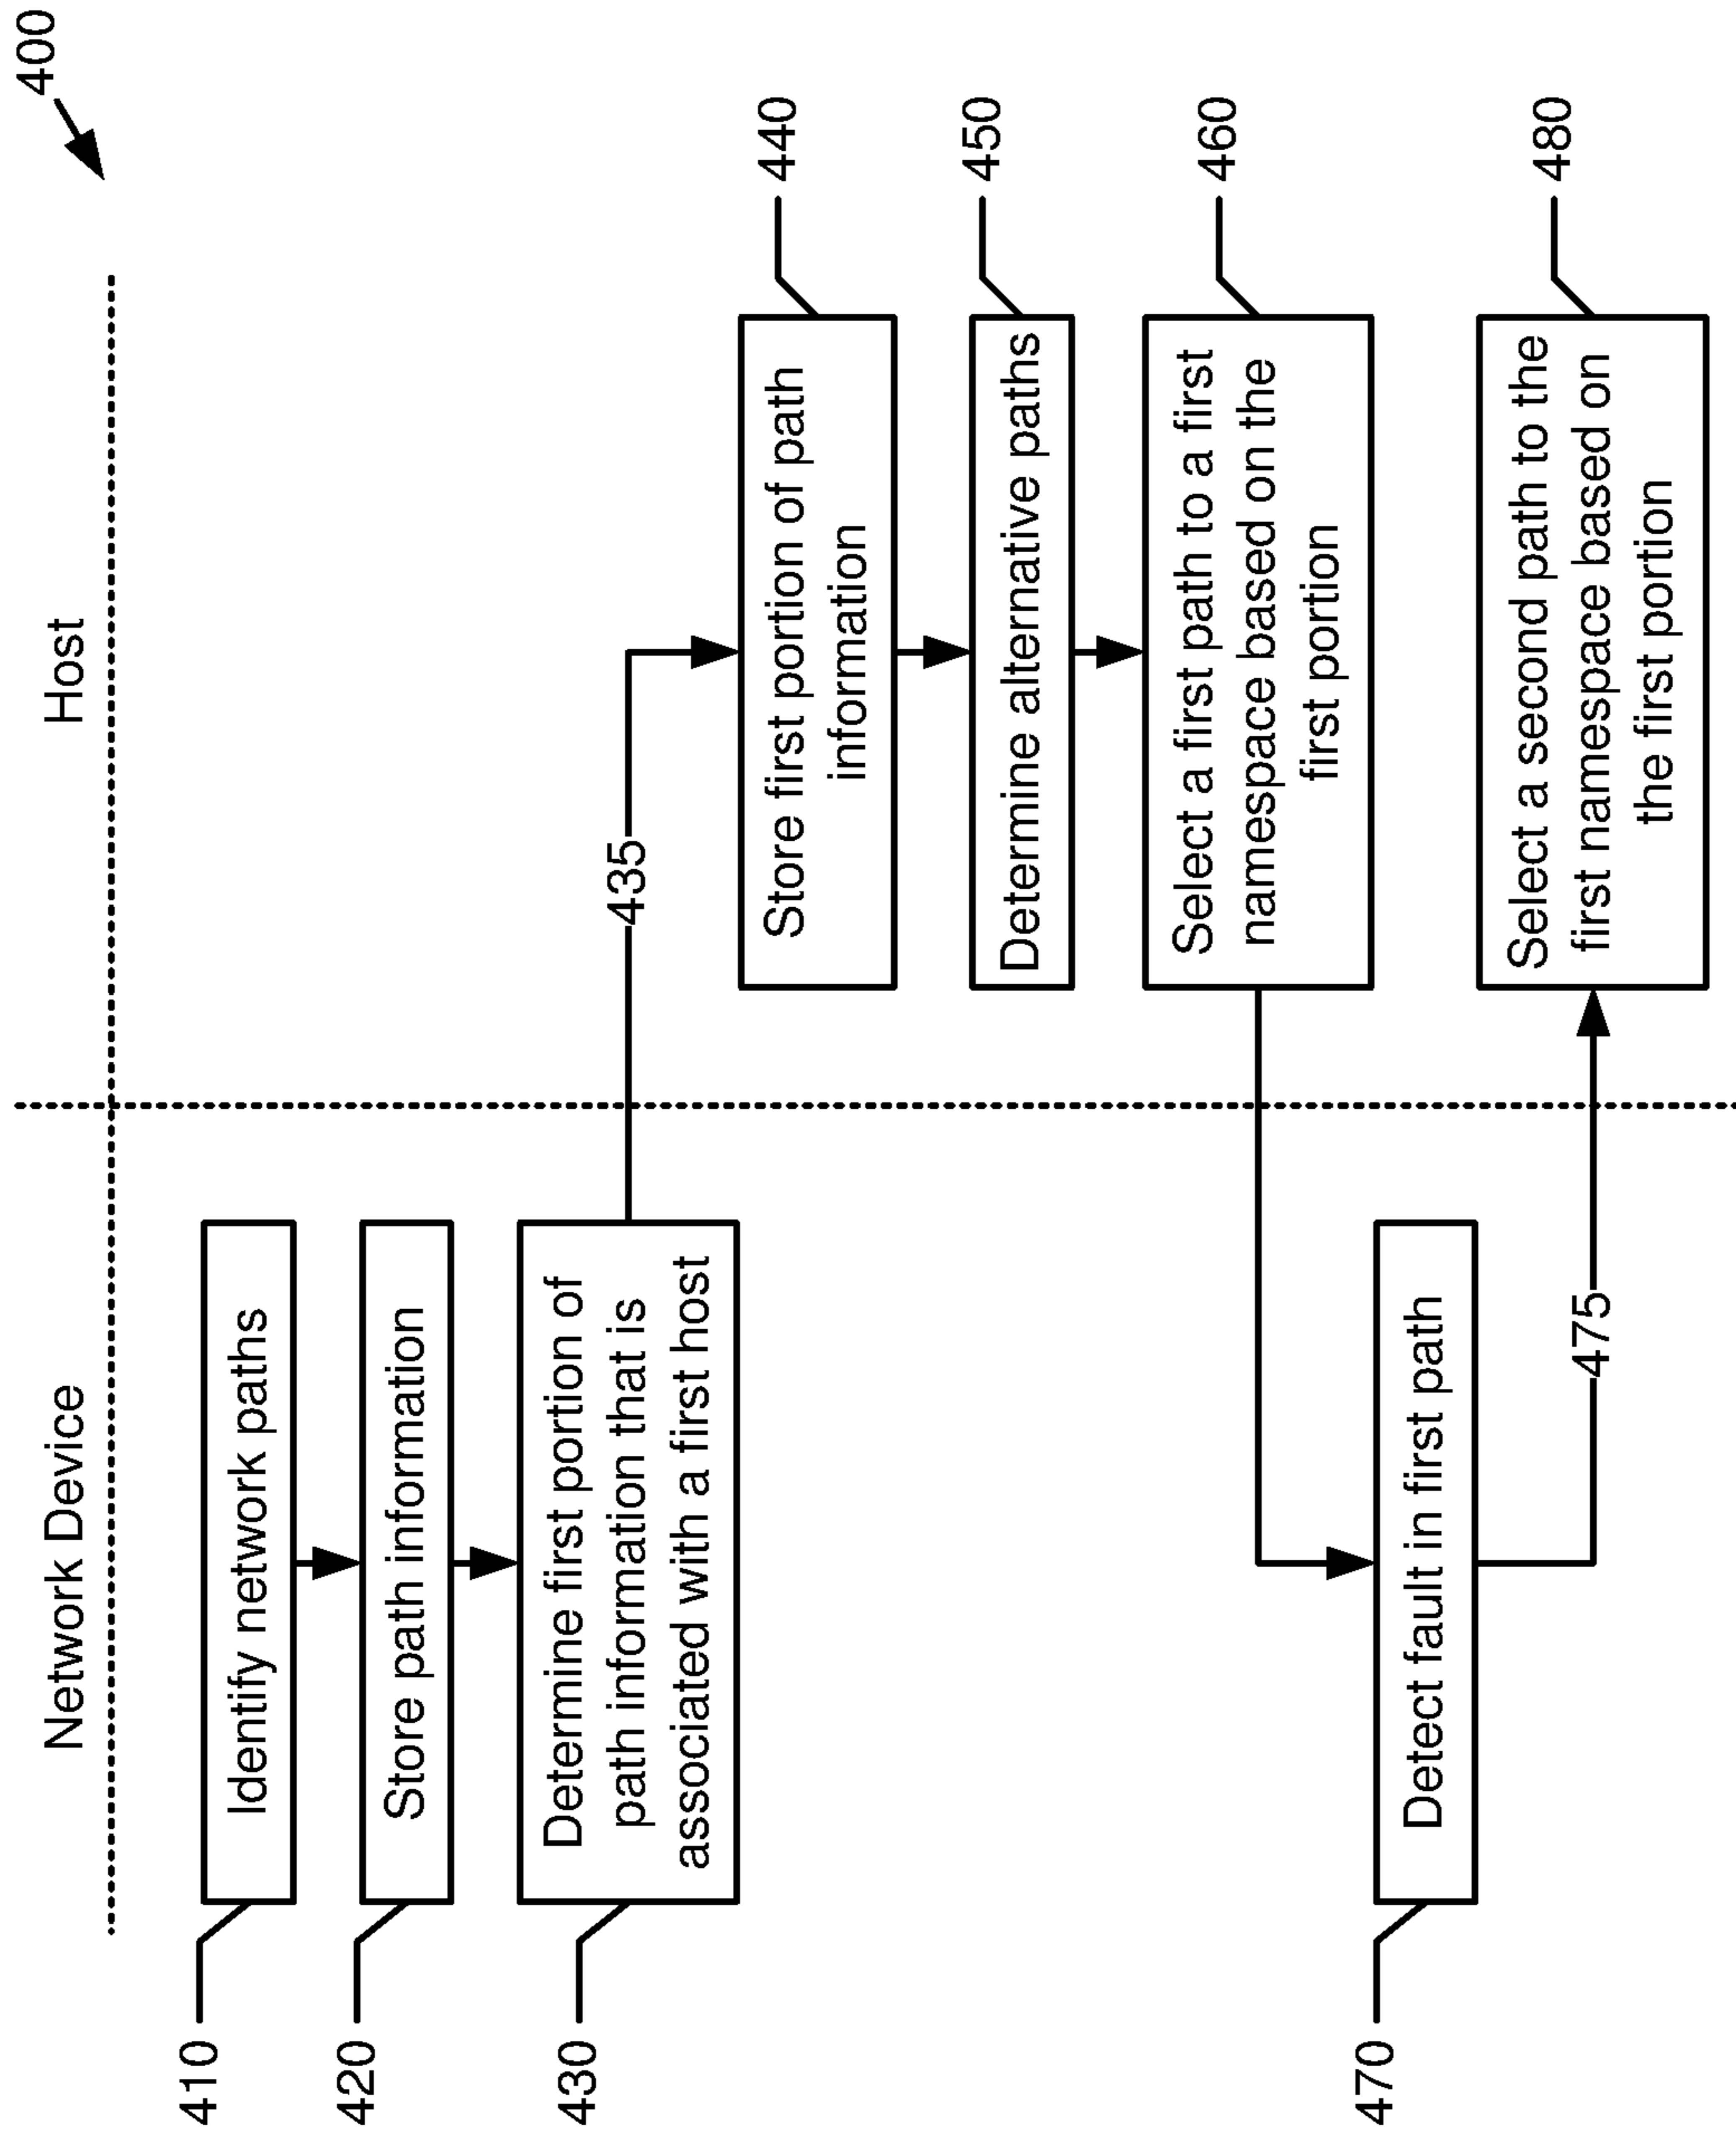 400
Network Device
Host
410
Identify network paths
420
Store path information
430
Determine first portion of
path information that is
associated with a first host
435
Store first portion of path
information
440
Determine alternative paths
450
Select a first path to a first
namespace based on the
first portion
460
470
Detect fault in first path
475
Select a second path to the
first namespace based on
the first portion
480